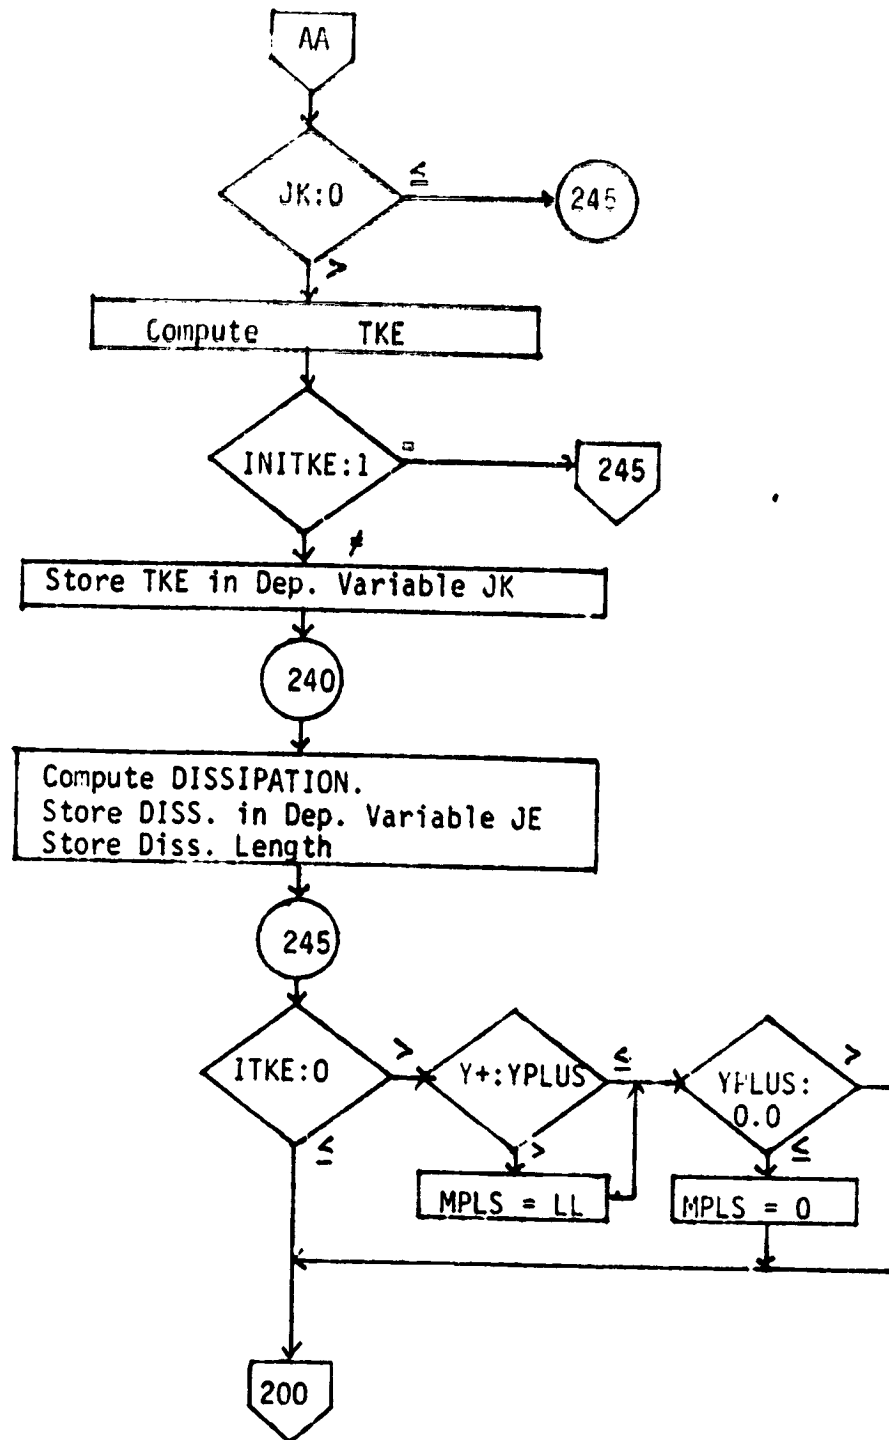 AA
JK:0
≤
245
>
Compute TKE
INITKE:1
=
245
≠
Store TKE in Dep. Variable JK
240
Compute DISSIPATION.
Store DISS. in Dep. Variable JE
Store Diss. Length
245
ITKE:0
>
≤
Y+:YPLUS
≤
>
MPLS = LL
YPLUS:
0.0
>
≤
MPLS = 0
200